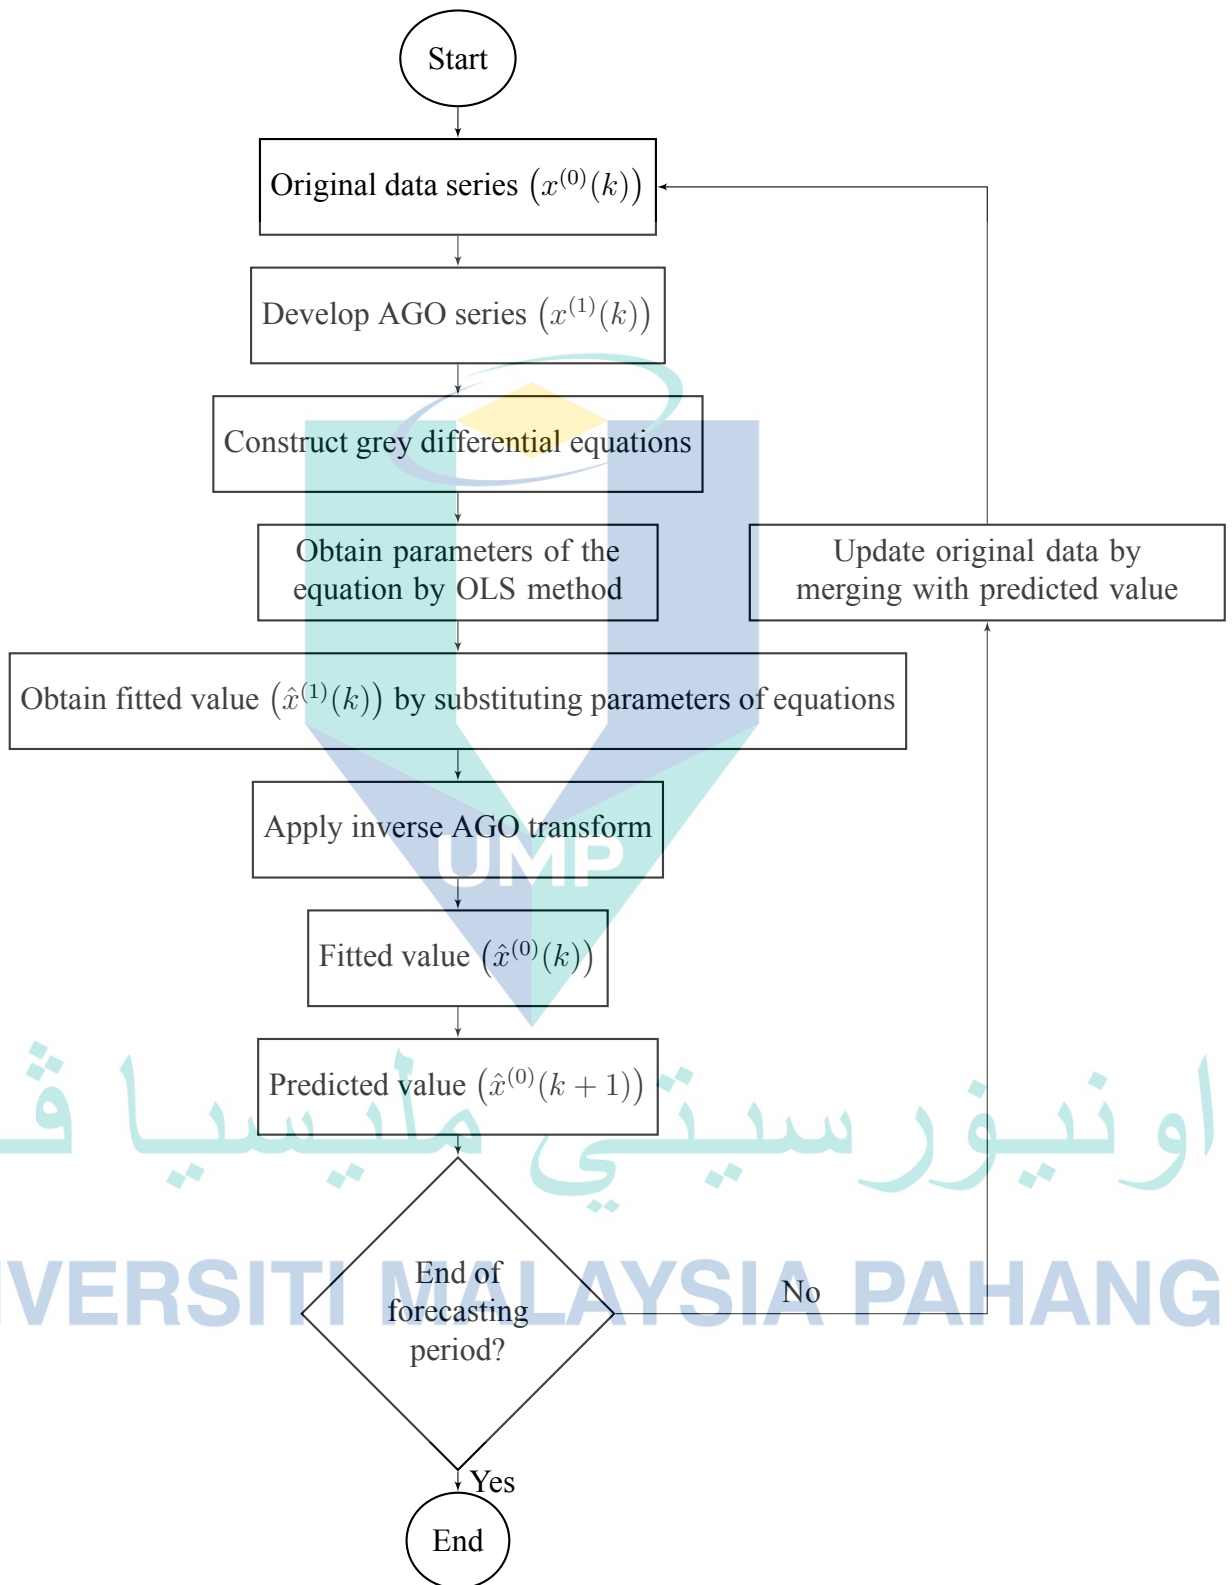 Start
Original data series (x^(0)(k))
Develop AGO series (x^(1)(k))
Construct grey differential equations
Obtain parameters of the
equation by OLS method
Update original data by
merging with predicted value
Obtain fitted value (x̂^(1)(k)) by substituting parameters of equations
Apply inverse AGO transform
UMP
Fitted value (x̂^(0)(k))
Predicted value (x̂^(0)(k + 1))
اونيۏرسيتي مليسيا ڤـ
IVERSITI MALAYSIA PAHANG
End of
forecasting
period?
No
Yes
End